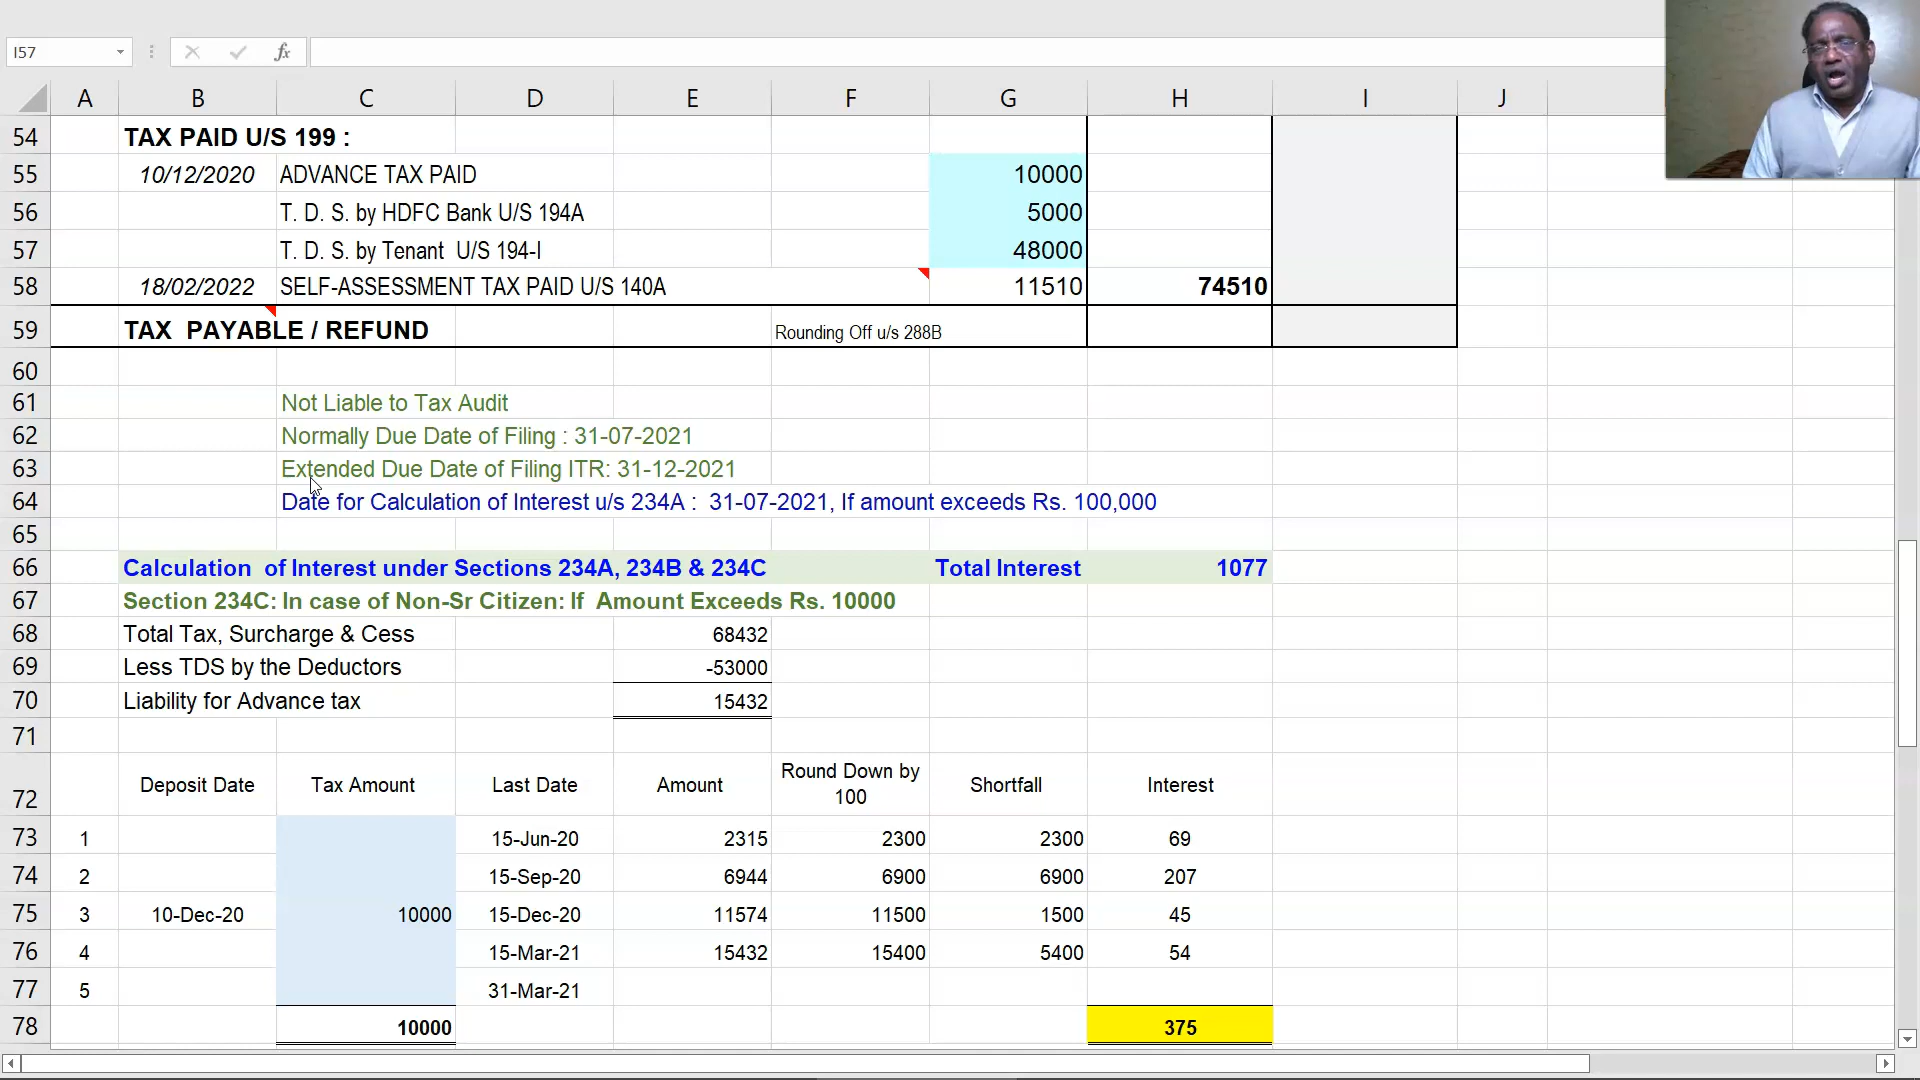 I57 fx
A B C D E F G H I J
54 TAX PAID U/S 199 :
55 10/12/2020 ADVANCE TAX PAID 10000
56 T. D. S. by HDFC Bank U/S 194A 5000
57 T. D. S. by Tenant U/S 194-I 48000
58 18/02/2022 SELF-ASSESSMENT TAX PAID U/S 140A 11510 74510
59 TAX PAYABLE / REFUND Rounding Off u/s 288B
60
61 Not Liable to Tax Audit
62 Normally Due Date of Filing : 31-07-2021
63 Extended Due Date of Filing ITR: 31-12-2021
64 Date for Calculation of Interest u/s 234A : 31-07-2021, If amount exceeds Rs. 100,000
65
66 Calculation of Interest under Sections 234A, 234B & 234C Total Interest 1077
67 Section 234C: In case of Non-Sr Citizen: If Amount Exceeds Rs. 10000
68 Total Tax, Surcharge & Cess 68432
69 Less TDS by the Deductors -53000
70 Liability for Advance tax 15432
71
72 Deposit Date Tax Amount Last Date Amount Round Down by 100 Shortfall Interest
73 1 15-Jun-20 2315 2300 2300 69
74 2 15-Sep-20 6944 6900 6900 207
75 3 10-Dec-20 10000 15-Dec-20 11574 11500 1500 45
76 4 15-Mar-21 15432 15400 5400 54
77 5 31-Mar-21
78 10000 375